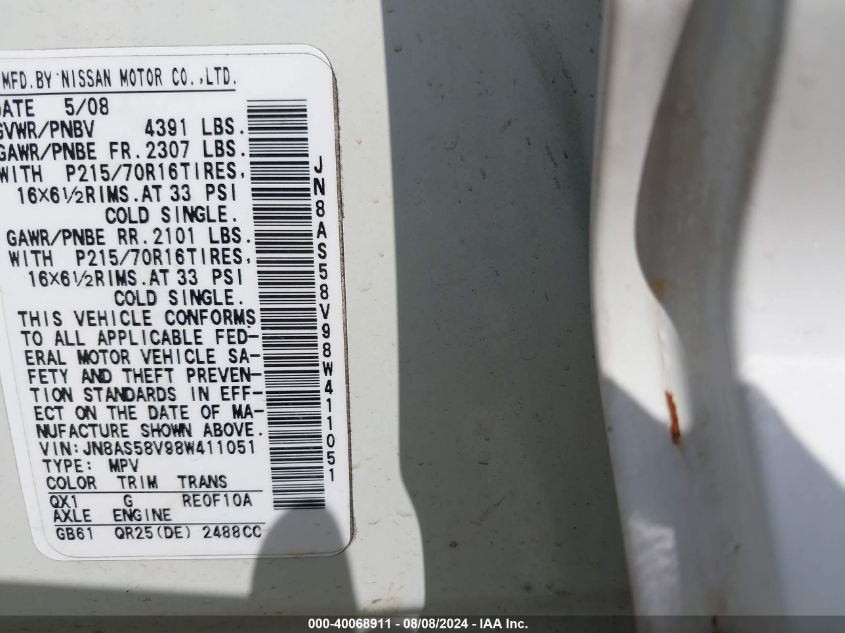 MFD.BY NISSAN MOTOR CO.,LTD.
DATE 5/08
GVWR/PNBV 4391 LBS.
GAWR/PNBE FR. 2307 LBS.
WITH P215/70R16TIRES,
16X6½RIMS.AT 33 PSI
COLD SINGLE.
GAWR/PNBE RR. 2101 LBS.
WITH P215/70R16TIRES,
16X6½RIMS.AT 33 PSI
COLD SINGLE.
THIS VEHICLE CONFORMS
TO ALL APPLICABLE FED-
ERAL MOTOR VEHICLE SA-
FETY AND THEFT PREVEN-
TION STANDARDS IN EFF-
ECT ON THE DATE OF MA-
NUFACTURE SHOWN ABOVE.
VIN: JN8AS58V98W411051
TYPE: MPV
COLOR TRIM TRANS
QX1 G RE0F10A
AXLE ENGINE
GB61 QR25(DE) 2488CC
JN8AS58V98W411051
000-40068911 - 08/08/2024 - IAA Inc.